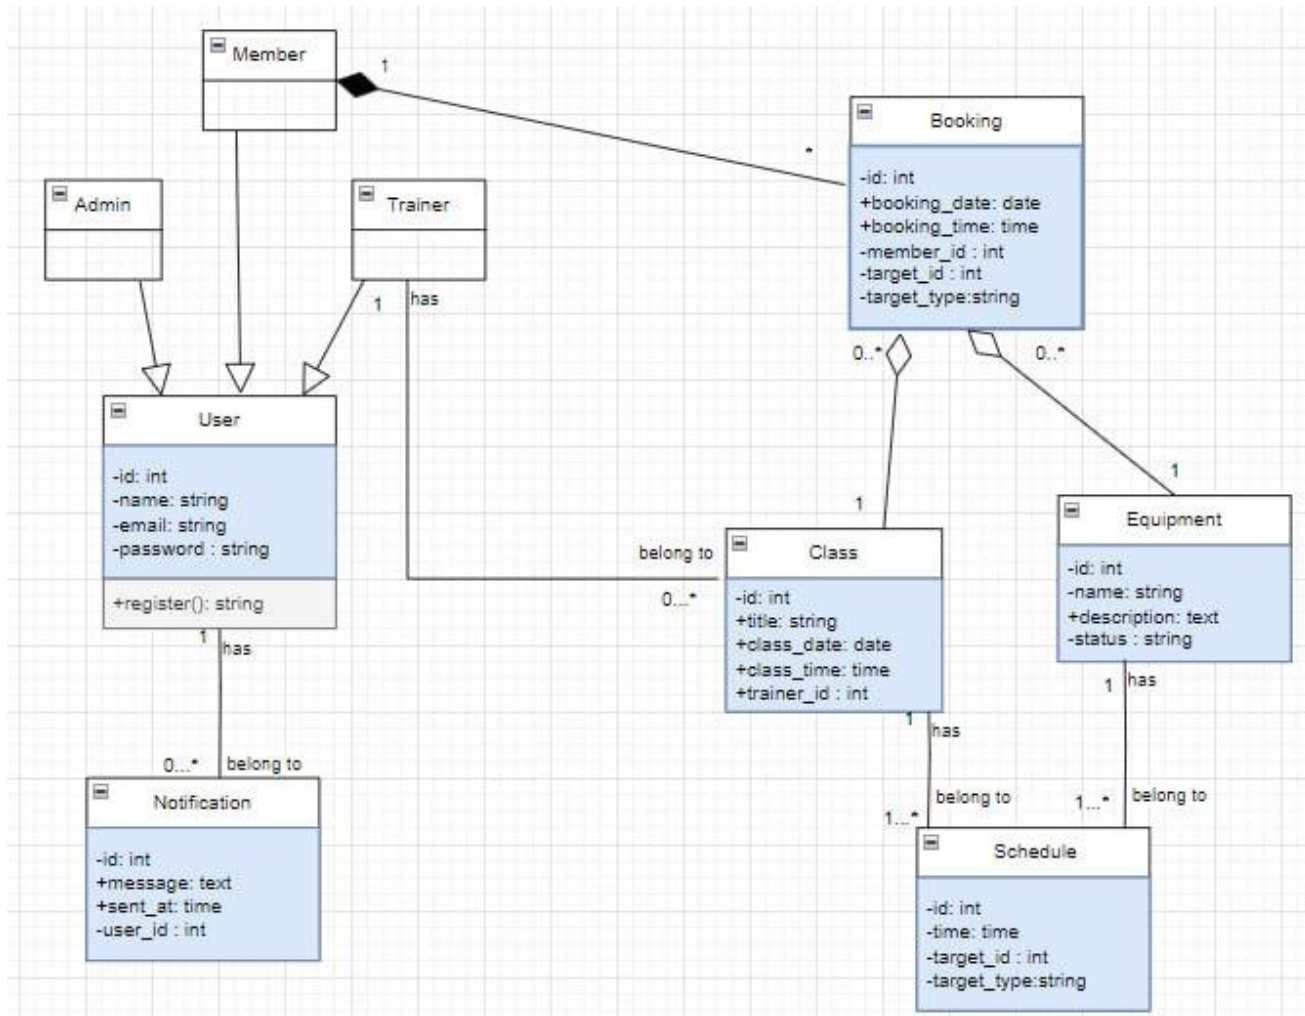 Member
1
*
Booking
-id: int
+booking_date: date
+booking_time: time
-member_id : int
-target_id : int
-target_type:string
Admin
Trainer
1
has
0..*
0..*
User
-id: int
-name: string
-email: string
-password : string
+register(): string
1
has
0...*
belong to
Notification
-id: int
+message: text
+sent_at: time
-user_id : int
belong to
0...*
1
Class
-id: int
+title: string
+class_date: date
+class_time: time
+trainer_id : int
1
has
1
Equipment
-id: int
-name: string
+description: text
-status : string
1
has
belong to
1...*
1...*
belong to
Schedule
-id: int
-time: time
-target_id : int
-target_type:string